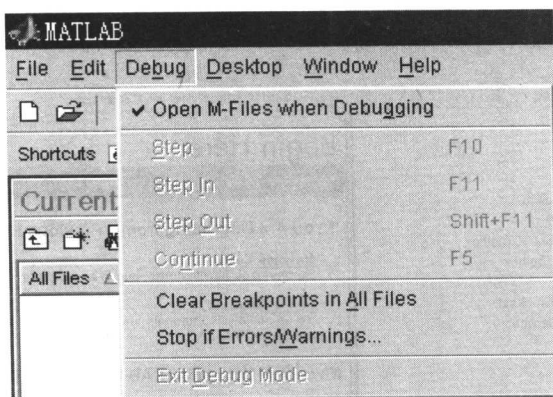 MATLAB
File Edit Debug Desktop Window Help
Shortcuts
✓ Open M-Files when Debugging
Step F10
Step In F11
Step Out Shift+F11
Continue F5
Clear Breakpoints in All Files
Stop if Errors/Warnings...
Exit Debug Mode
Current
All Files